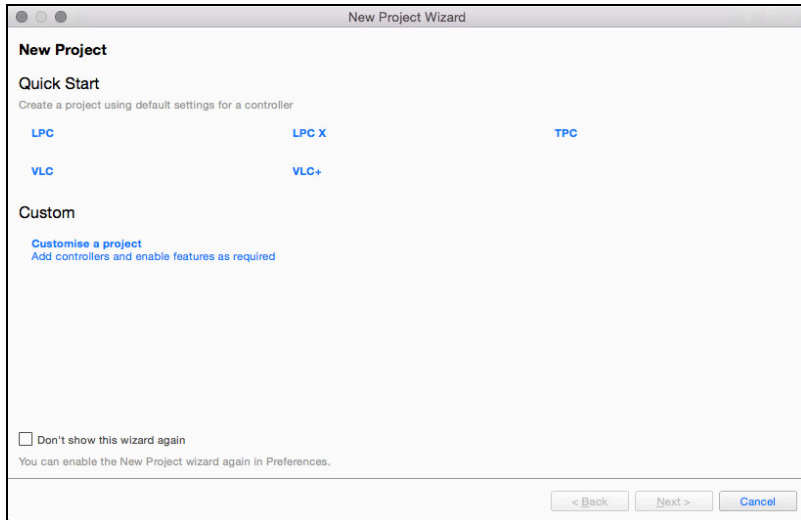 New Project Wizard
New Project
Quick Start
Create a project using default settings for a controller
LPC LPC X TPC
VLC VLC+
Custom
Customise a project
Add controllers and enable features as required
Don't show this wizard again
You can enable the New Project wizard again in Preferences.
< Back Next > Cancel